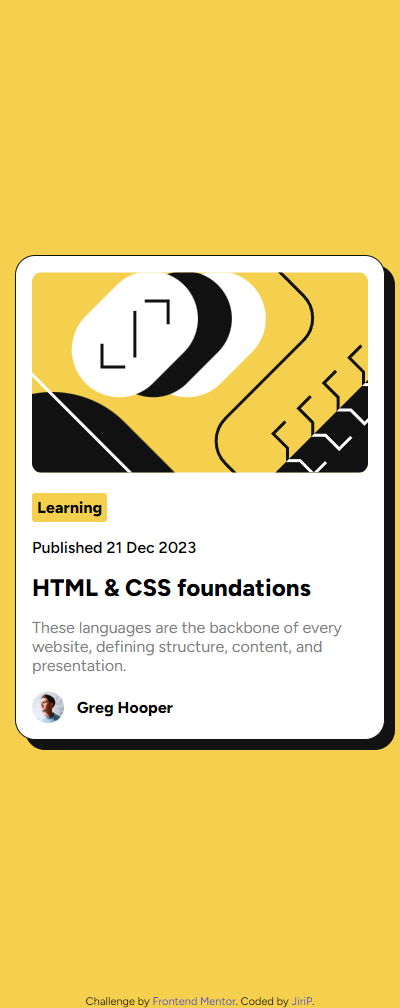 Learning
Published 21 Dec 2023
HTML & CSS foundations
These languages are the backbone of every
website, defining structure, content, and
presentation.
Greg Hooper
Challenge by Frontend Mentor. Coded by JiriP.